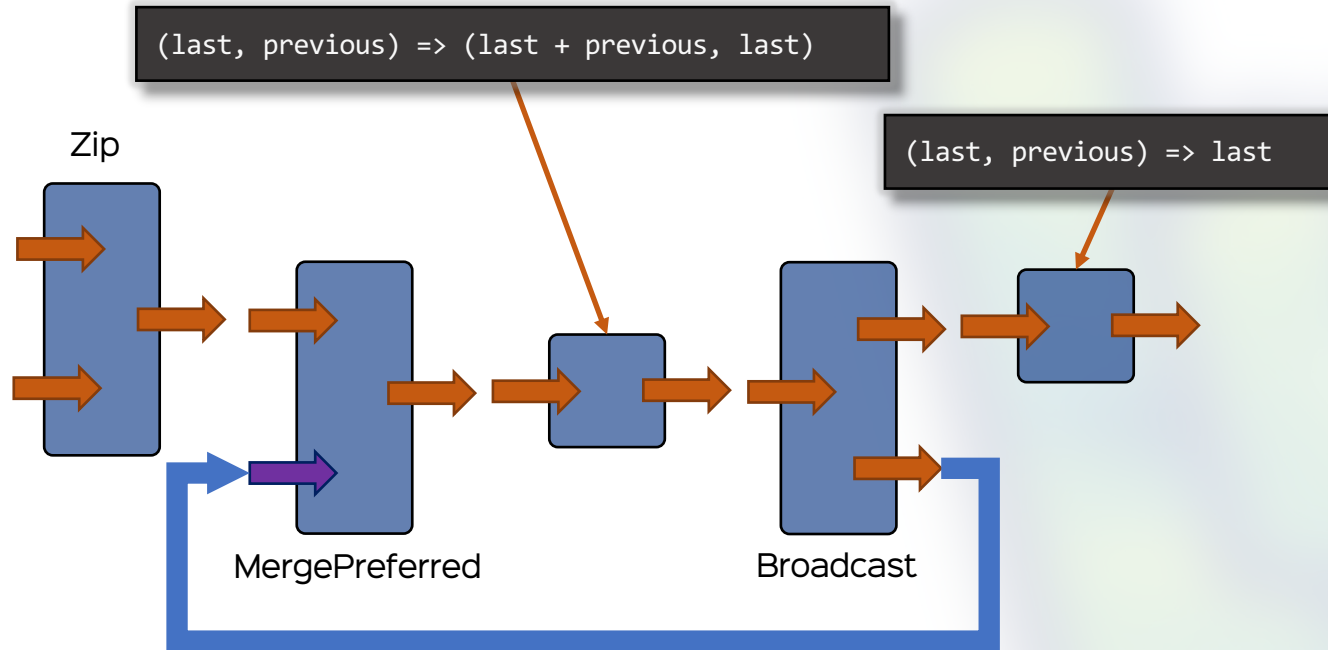 (last, previous) => (last + previous, last)
Zip
(last, previous) => last
MergePreferred
Broadcast